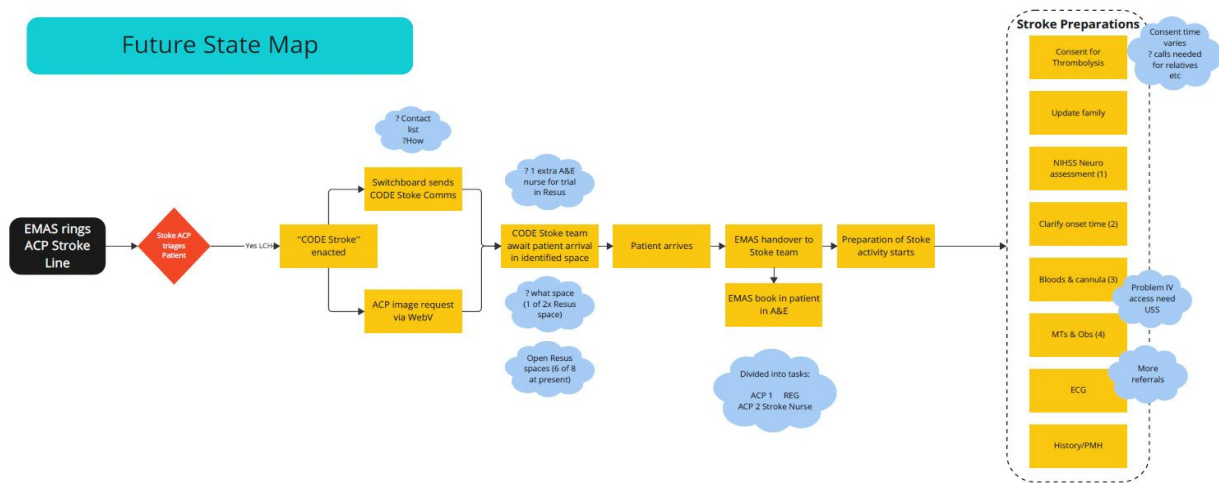 Future State Map
Stroke Preparations
Consent for
Thrombolysis
Consent time
varies
? calls needed
for relatives
etc
Update family
? Contact
list
?How
Switchboard sends
CODE Stoke Comms
? 1 extra A&E
nurse for trial
in Resus
NIHSS Neuro
assessment (1)
EMAS rings
ACP Stroke
Line
Stoke ACP
triages
Patient
Yes LCH
"CODE Stroke"
enacted
CODE Stoke team
await patient arrival
in identified space
Patient arrives
EMAS handover to
Stoke team
Preparation of Stoke
activity starts
Clarify onset time (2)
ACP image request
via WebV
? what space
(1 of 2x Resus
space)
EMAS book in patient
in A&E
Bloods & cannula (3)
Problem IV
access need
USS
Open Resus
spaces (6 of 8
at present)
MTs & Obs (4)
Divided into tasks:
ACP 1 REG
ACP 2 Stroke Nurse
More
referrals
ECG
History/PMH